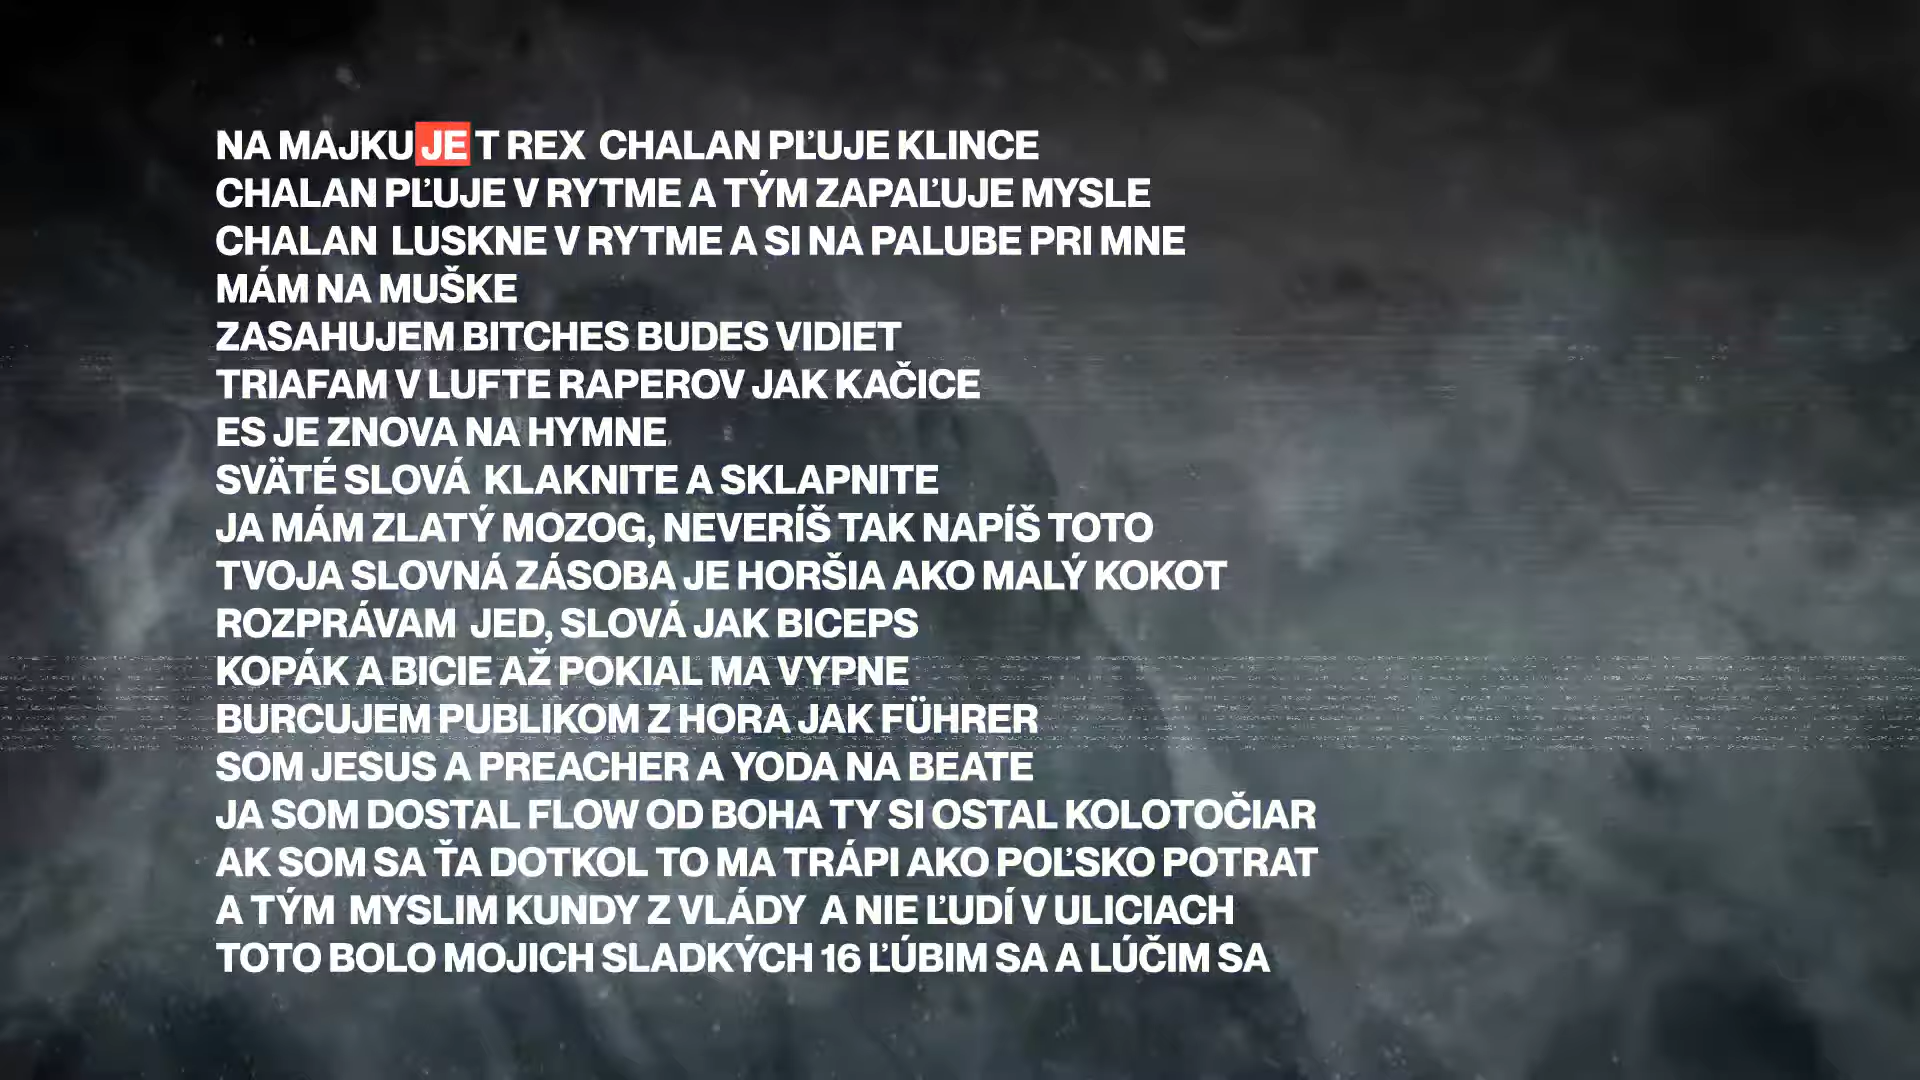 NA MAJKU JE T REX CHALAN PĽUJE KLINCE
CHALAN PĽUJE V RYTME A TÝM ZAPAĽUJE MYSLE
CHALAN LUSKNE V RYTME A SI NA PALUBE PRI MNE
MÁM NA MUŠKE
ZASAHUJEM BITCHES BUDES VIDIET
TRIAFAM V LUFTE RAPEROV JAK KAČICE
ES JE ZNOVA NA HYMNE
SVÄTÉ SLOVÁ KLAKNITE A SKLAPNITE
JA MÁM ZLATÝ MOZOG, NEVERÍŠ TAK NAPÍŠ TOTO
TVOJA SLOVNÁ ZÁSOBA JE HORŠIA AKO MALÝ KOKOT
ROZPRÁVAM JED, SLOVÁ JAK BICEPS
KOPÁK A BICIE AŽ POKIAL MA VYPNE
BURCUJEM PUBLIKOM Z HORA JAK FÜHRER
SOM JESUS A PREACHER A YODA NA BEATE
JA SOM DOSTAL FLOW OD BOHA TY SI OSTAL KOLOTOČIAR
AK SOM SA ŤA DOTKOL TO MA TRÁPI AKO POĽSKO POTRAT
A TÝM MYSLIM KUNDY Z VLÁDY A NIE ĽUDÍ V ULICIACH
TOTO BOLO MOJICH SLADKÝCH 16 ĽÚBIM SA A LÚČIM SA